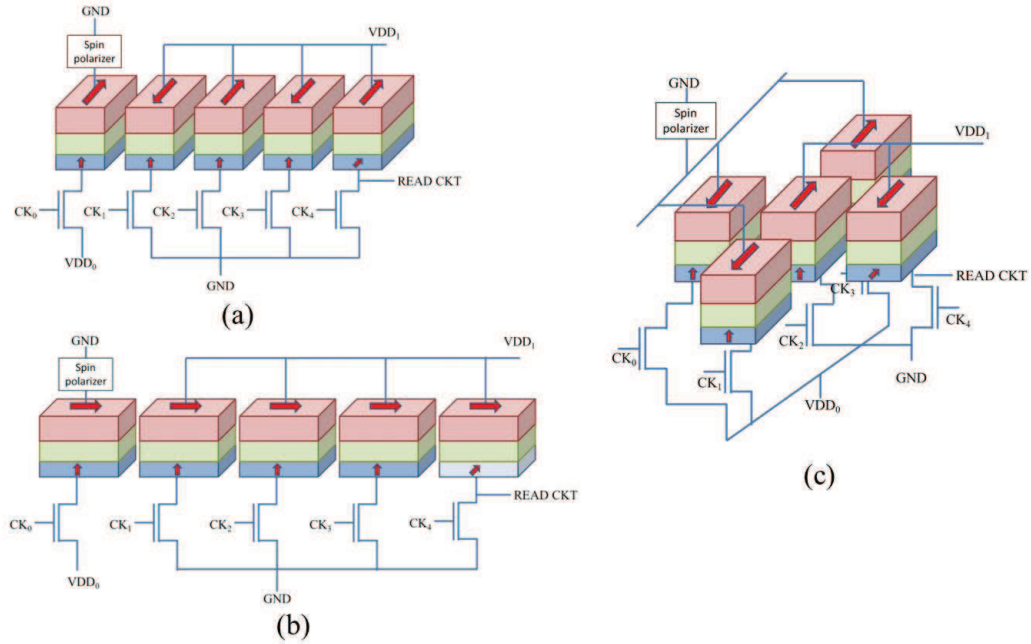 GND
Spin
polarizer
VDD₁
READ CKT
CK₀
CK₁
CK₂
CK₃
CK₄
VDD₀
GND
(a)
GND
Spin
polarizer
VDD₁
READ CKT
CK₀
CK₁
CK₂
CK₃
CK₄
VDD₀
GND
(b)
GND
Spin
polarizer
VDD₁
READ CKT
CK₃
CK₄
CK₀
CK₂
CK₁
GND
VDD₀
(c)